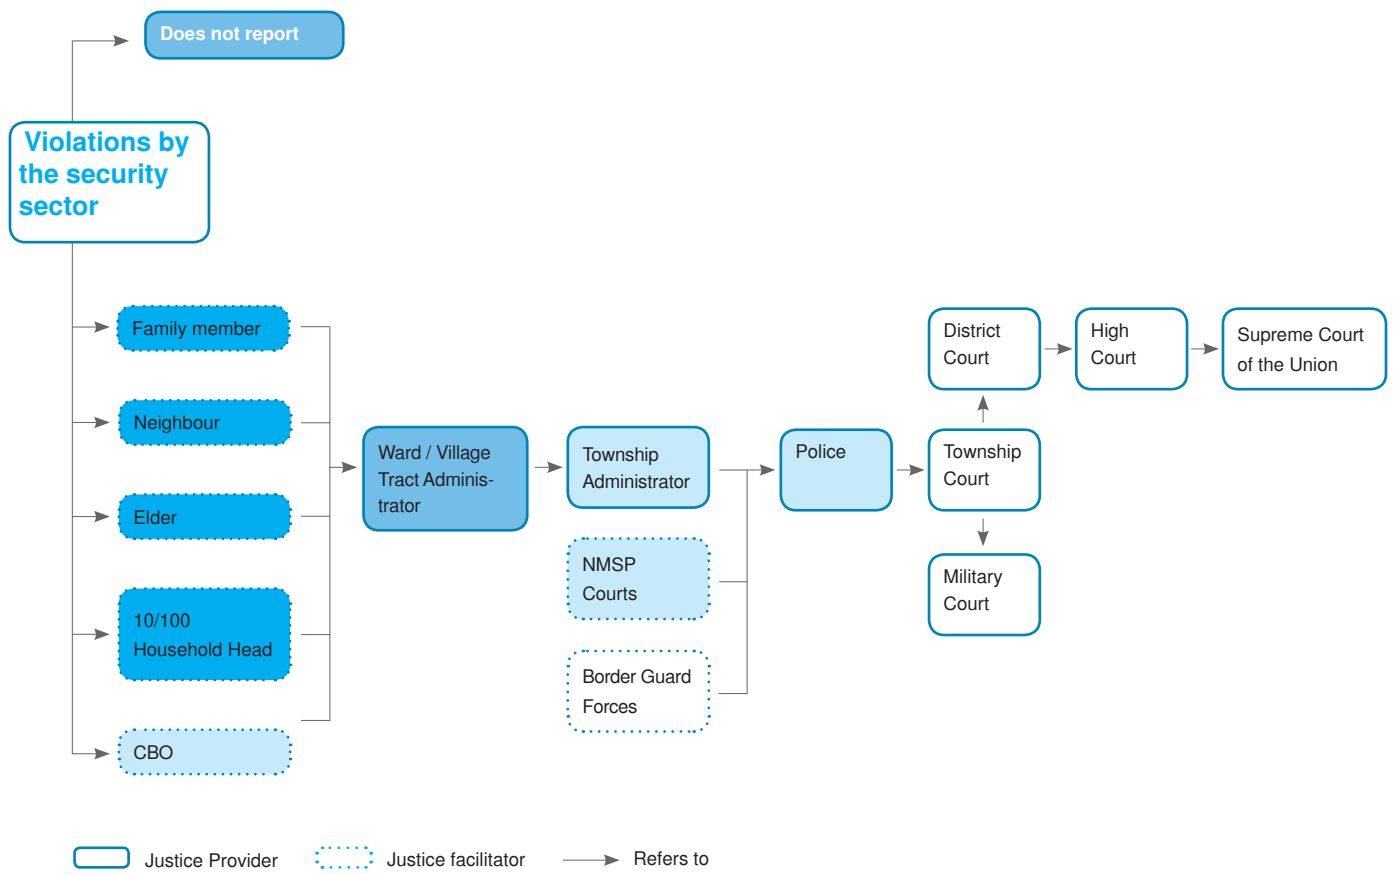 Does not report
Violations by
the security
sector
Family member
Neighbour
Elder
10/100
Household Head
CBO
Ward / Village
Tract Adminis-
trator
Township
Administrator
NMSP
Courts
Border Guard
Forces
Police
District
Court
High
Court
Supreme Court
of the Union
Township
Court
Military
Court
Justice Provider
Justice facilitator
Refers to